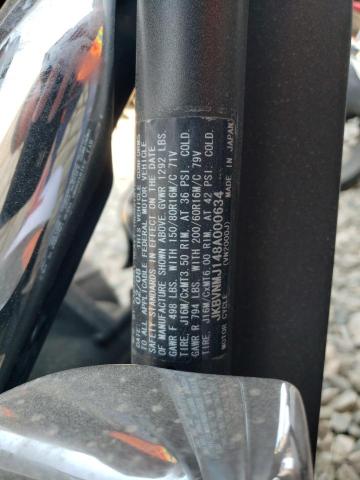 DATE 02/08 THIS VEHICLE CONFORMS
TO ALL APPLICABLE FEDERAL MOTOR VEHICLE
SAFETY STANDARDS IN EFFECT ON THE DATE
OF MANUFACTURE SHOWN ABOVE. GVWR 1292 LBS.
GAWR F 498 LBS. WITH 150/80R16M/C 71V
TIRE, J16M/CxMT3.50 RIM, AT 36 PSI. COLD.
GAWR R 794 LBS. WITH 200/60R16M/C 79V
TIRE, J16M/CxMT6.00 RIM, AT 42 PSI. COLD.
JKBVNMJ148A000634
MOTOR CYCLE (VN200J) MADE IN JAPAN